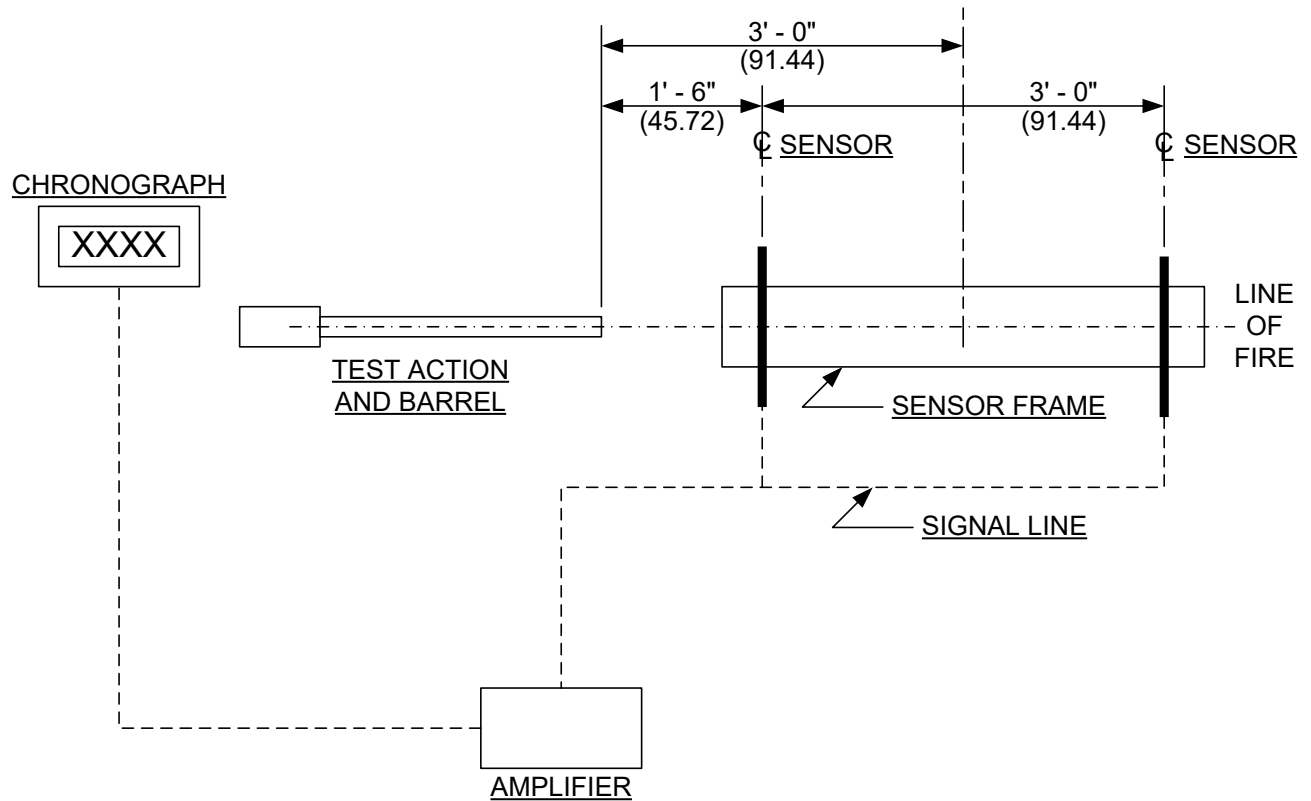 3' - 0"
(91.44)
1' - 6"
(45.72)
3' - 0"
(91.44)
℄ SENSOR
℄ SENSOR
CHRONOGRAPH
XXXX
LINE
OF
FIRE
TEST ACTION
AND BARREL
SENSOR FRAME
SIGNAL LINE
AMPLIFIER